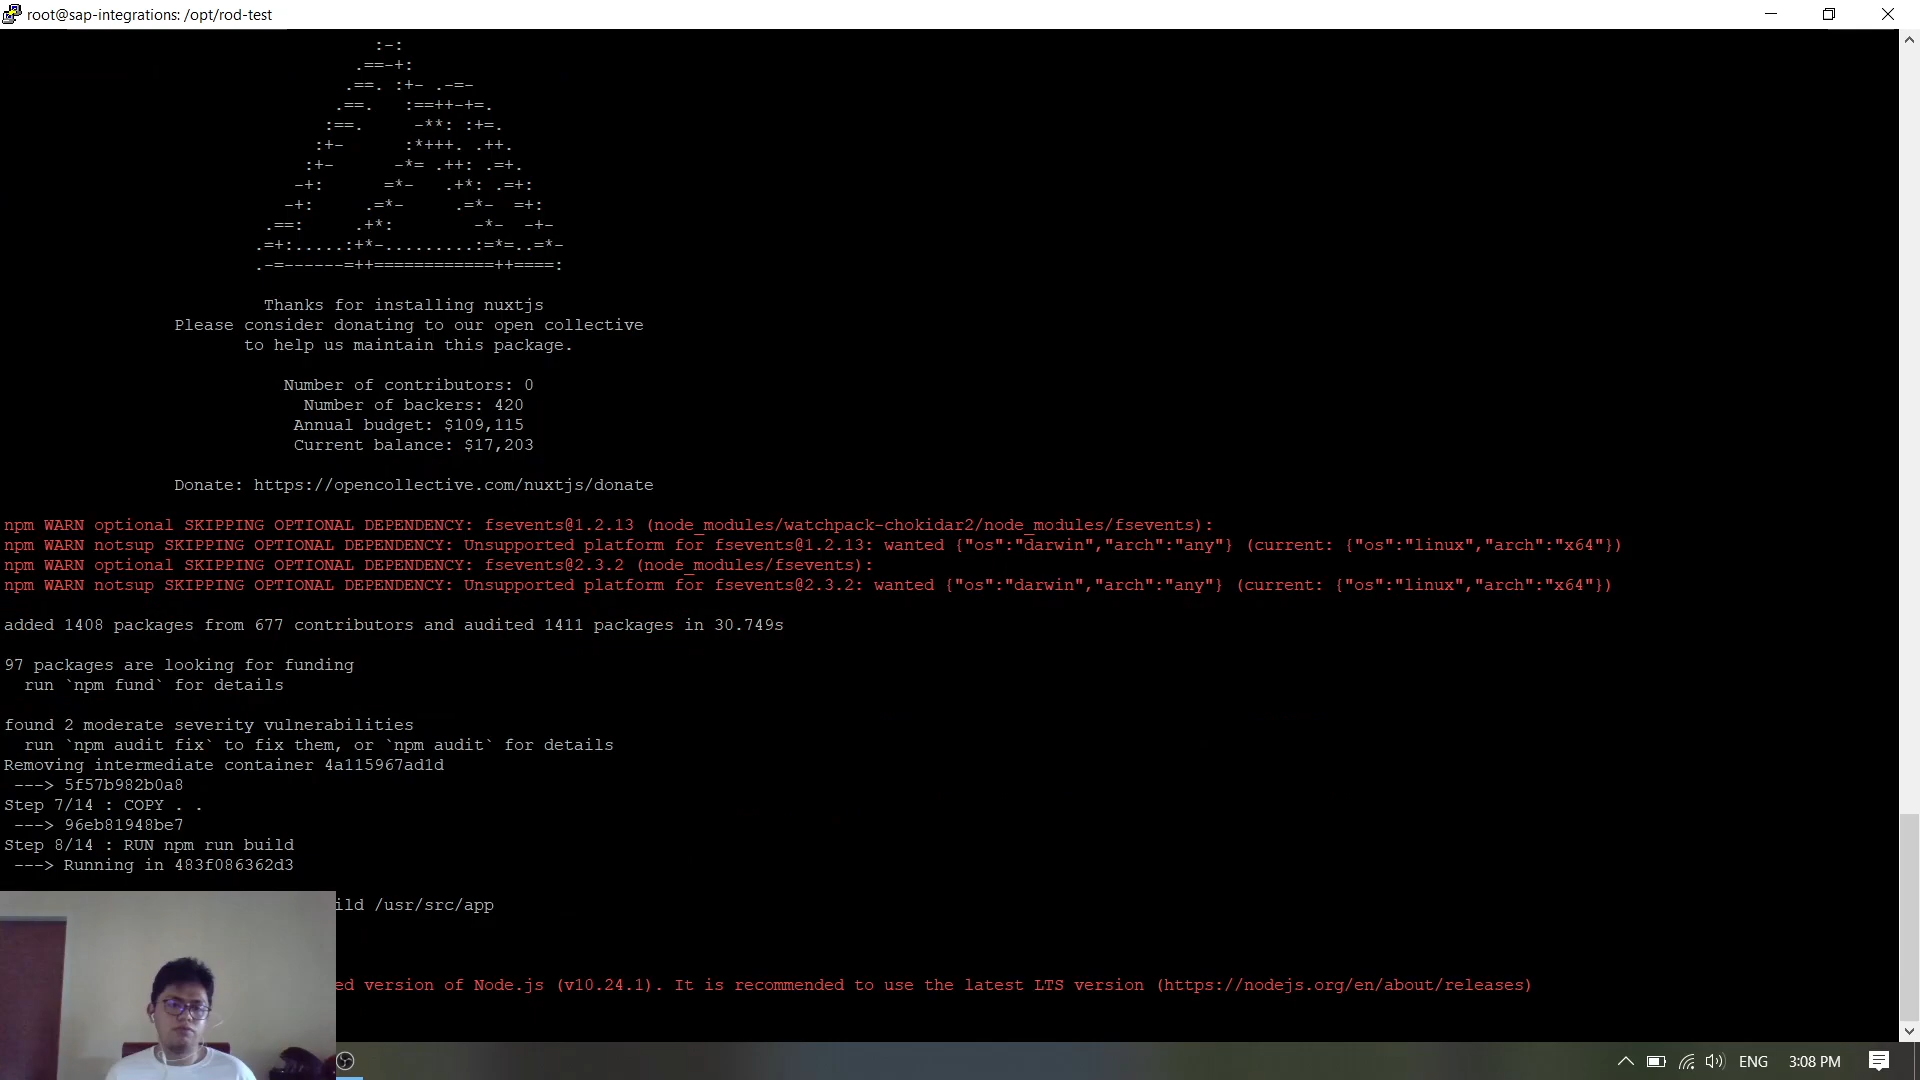 root@sap-integrations: /opt/rod-test
:-:
.==-+:
.==. :+- .-=-
.==.   :==++-+=.
:==.     -**: :+=.
:+-      :*+++. .++.
:+-      -*= .++: .=+.
-+:      =*-   .+*: .=+:
-+:     .=*-     .=*-  =+:
.==:     .+*:        -*-  -+-
.=+:.....:+*-.........:=*=..=*-
.-=------=++============++====:
Thanks for installing nuxtjs
Please consider donating to our open collective
to help us maintain this package.
Number of contributors: 0
Number of backers: 420
Annual budget: $109,115
Current balance: $17,203
Donate: https://opencollective.com/nuxtjs/donate
npm WARN optional SKIPPING OPTIONAL DEPENDENCY: fsevents@1.2.13 (node_modules/watchpack-chokidar2/node_modules/fsevents):
npm WARN notsup SKIPPING OPTIONAL DEPENDENCY: Unsupported platform for fsevents@1.2.13: wanted {"os":"darwin","arch":"any"} (current: {"os":"linux","arch":"x64"})
npm WARN optional SKIPPING OPTIONAL DEPENDENCY: fsevents@2.3.2 (node_modules/fsevents):
npm WARN notsup SKIPPING OPTIONAL DEPENDENCY: Unsupported platform for fsevents@2.3.2: wanted {"os":"darwin","arch":"any"} (current: {"os":"linux","arch":"x64"})
added 1408 packages from 677 contributors and audited 1411 packages in 30.749s
97 packages are looking for funding
run `npm fund` for details
found 2 moderate severity vulnerabilities
run `npm audit fix` to fix them, or `npm audit` for details
Removing intermediate container 4a115967ad1d
---> 5f57b982b0a8
Step 7/14 : COPY . .
---> 96eb81948be7
Step 8/14 : RUN npm run build
---> Running in 483f086362d3
ild /usr/src/app
ed version of Node.js (v10.24.1). It is recommended to use the latest LTS version (https://nodejs.org/en/about/releases)
ENG
3:08 PM